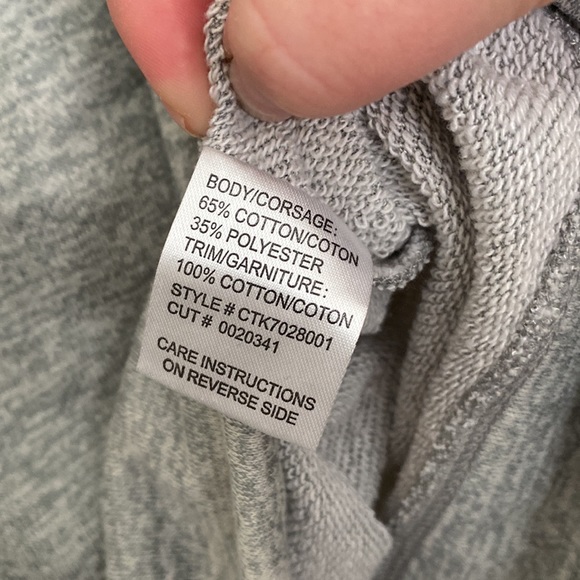 BODY/CORSAGE:
65% COTTON/COTON
35% POLYESTER
TRIM/GARNITURE:
100% COTTON/COTON
STYLE # CTK7028001
CUT # 0020341
CARE INSTRUCTIONS
ON REVERSE SIDE